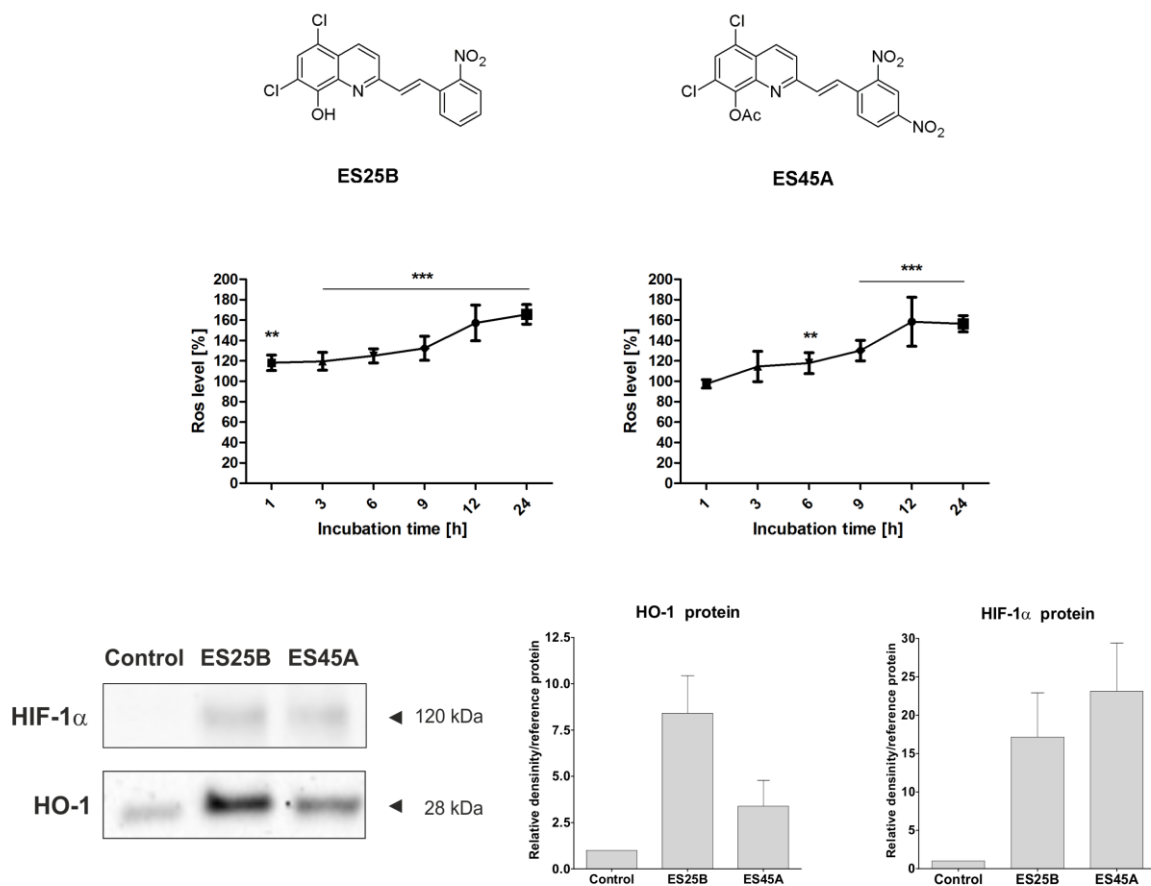 Cl
Cl
N
OH
NO2
ES25B
Cl
Cl
N
OAc
NO2
NO2
ES45A
Ros level [%]
200
180
160
140
120
100
80
60
40
20
0
**
***
1 3 6 9 12 24
Incubation time [h]
Ros level [%]
200
180
160
140
120
100
80
60
40
20
0
**
***
1 3 6 9 12 24
Incubation time [h]
Control ES25B ES45A
HIF-1α
◄ 120 kDa
HO-1
◄ 28 kDa
HO-1 protein
Relative densinity/reference protein
12.5
10.0
7.5
5.0
2.5
0.0
Control ES25B ES45A
HIF-1α protein
Relative densinity/reference protein
30
25
20
15
10
5
0
Control ES25B ES45A